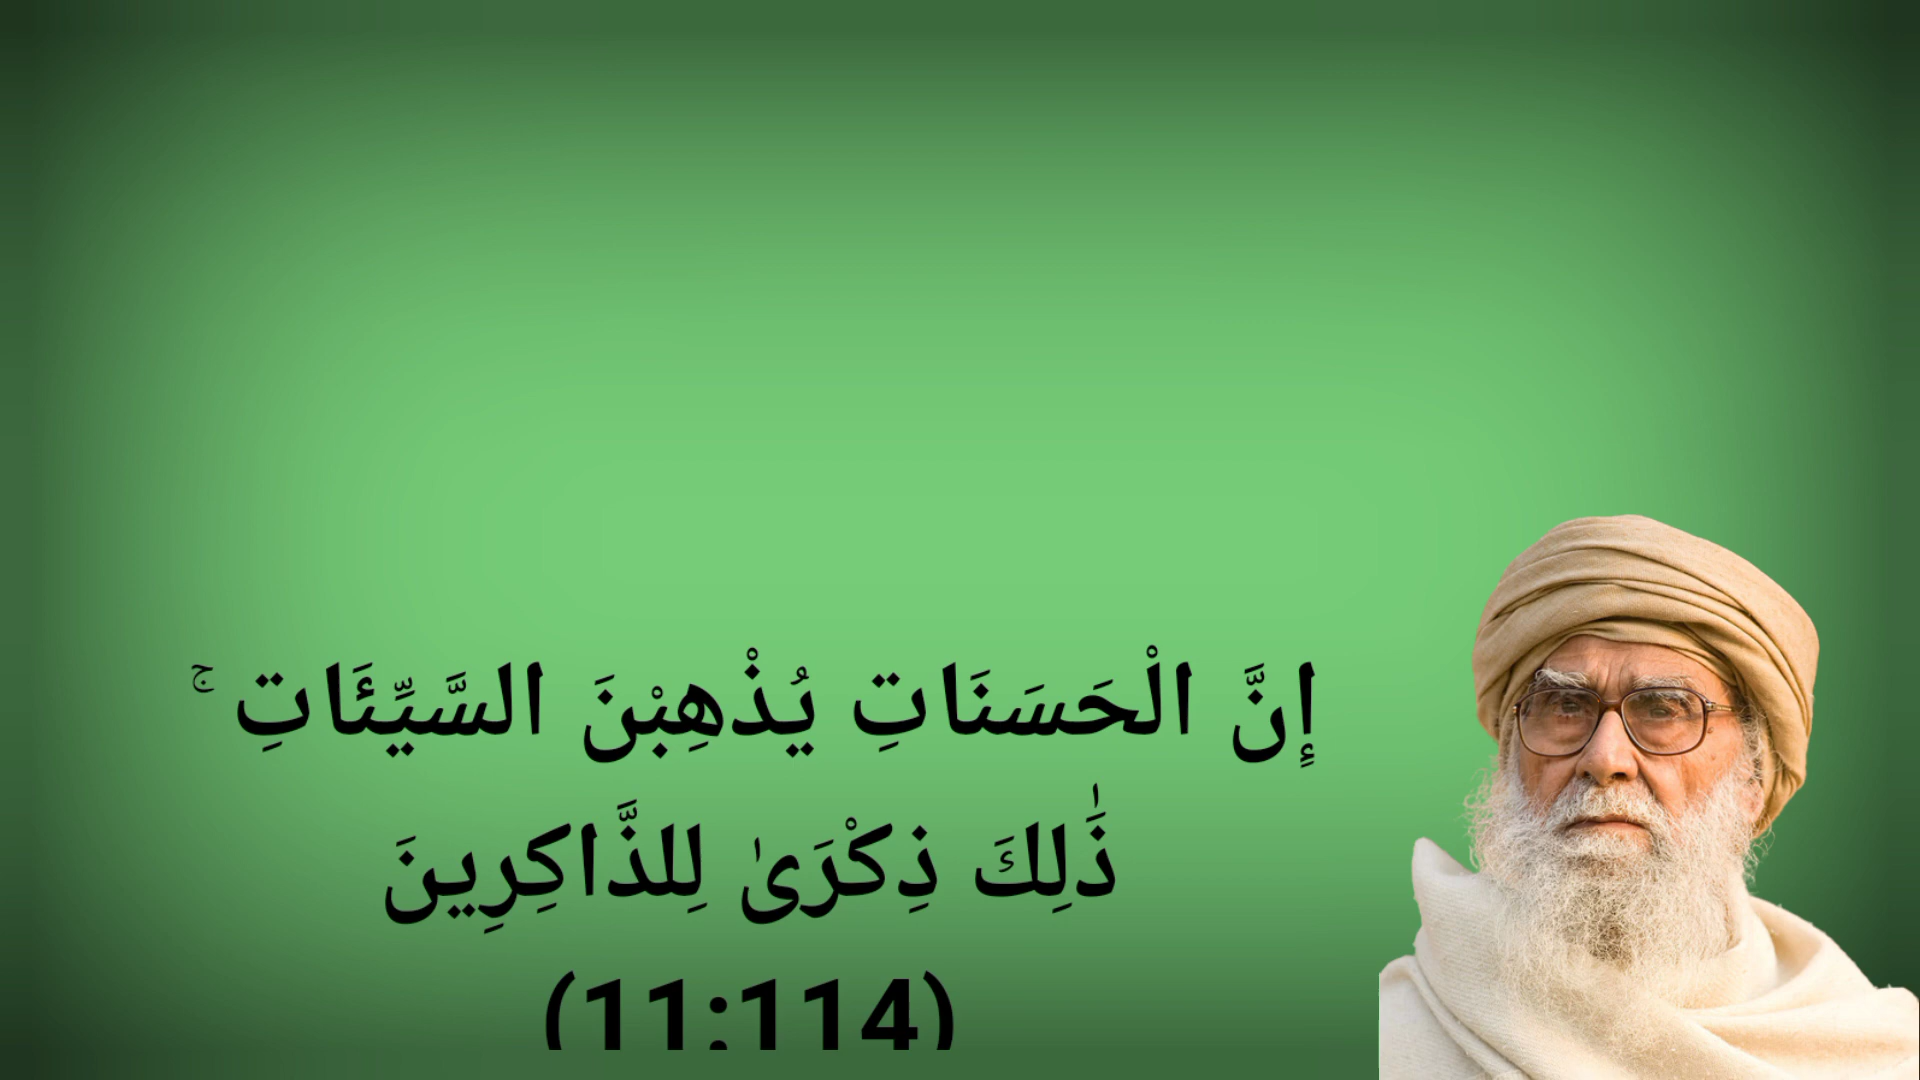 إِنَّ الْحَسَنَاتِ يُذْهِبْنَ السَّيِّئَاتِ ۚ
ذَٰلِكَ ذِكْرَىٰ لِلذَّاكِرِينَ
(11:114)